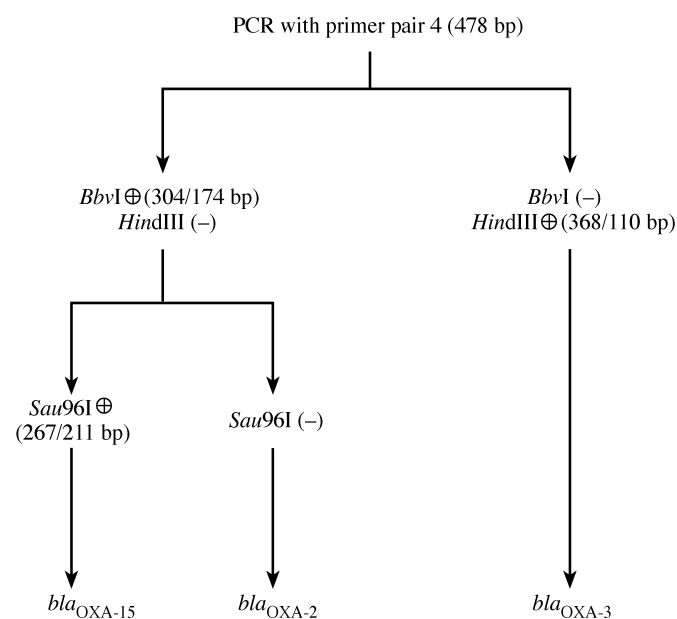 PCR with primer pair 4 (478 bp)
BbvI⊕(304/174 bp)
HindIII (–)
BbvI (–)
HindIII⊕(368/110 bp)
Sau96I⊕
(267/211 bp)
Sau96I (–)
blaOXA-15
blaOXA-2
blaOXA-3